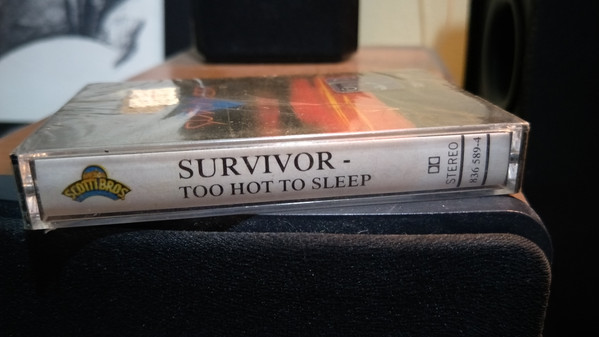 SCOTTI BROS
SURVIVOR -
TOO HOT TO SLEEP
STEREO
836 589-4